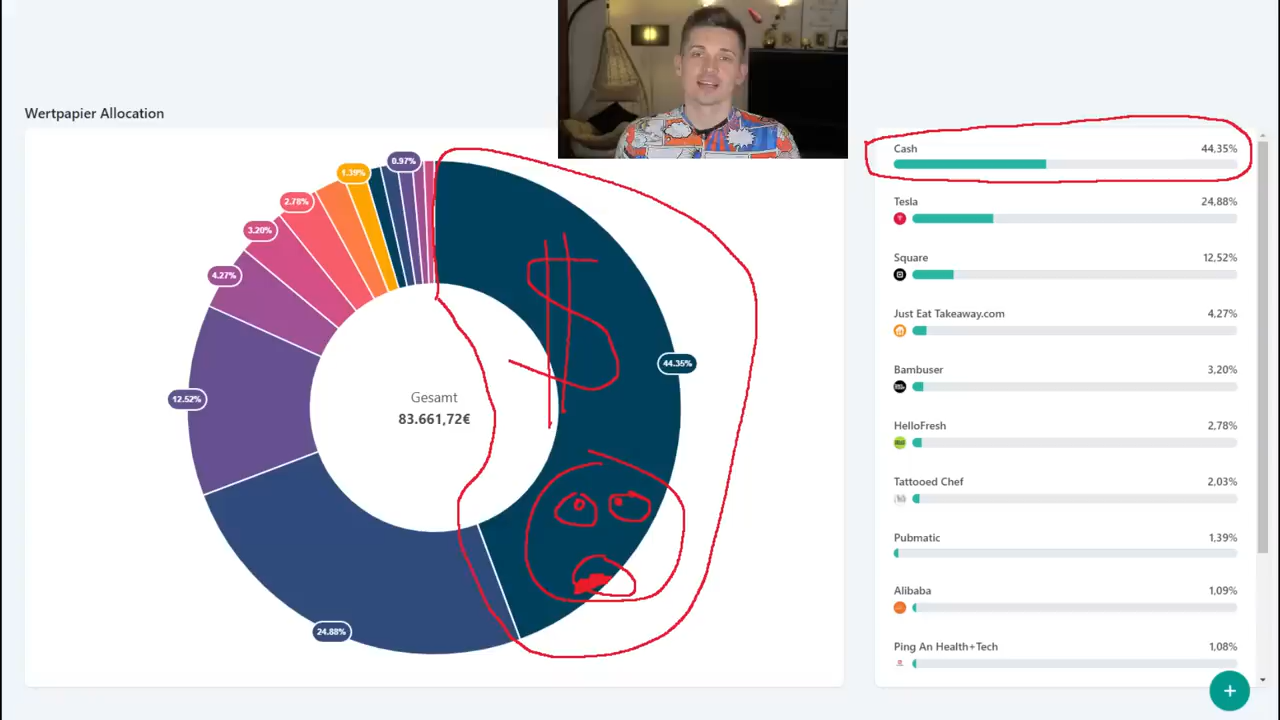 Wertpapier Allocation
0.97%
1.39%
2.78%
3.20%
4.27%
12.52%
24.88%
44.35%
Gesamt
83.661,72€
$
Cash 44,35%
Tesla 24,88%
Square 12,52%
Just Eat Takeaway.com 4,27%
Bambuser 3,20%
HelloFresh 2,78%
Tattooed Chef 2,03%
Pubmatic 1,39%
Alibaba 1,09%
Ping An Health+Tech 1,08%
+